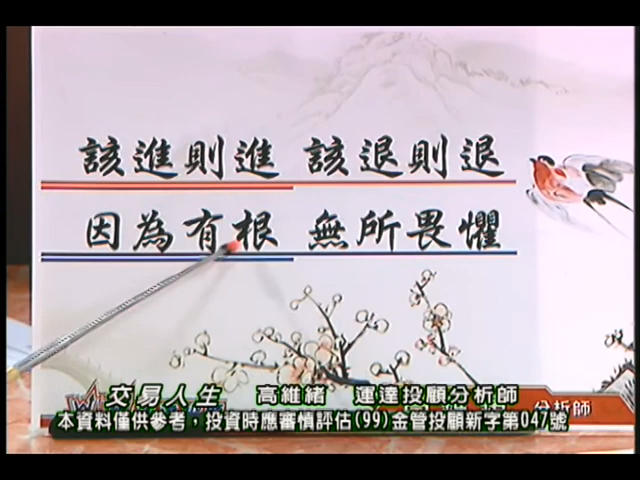 該進則進 該退則退
因為有根 無所畏懼
交易人生 高維緒 運達投顧分析師
分析師
本資料僅供參考，投資時應審慎評估(99)金管投顧新字第047號